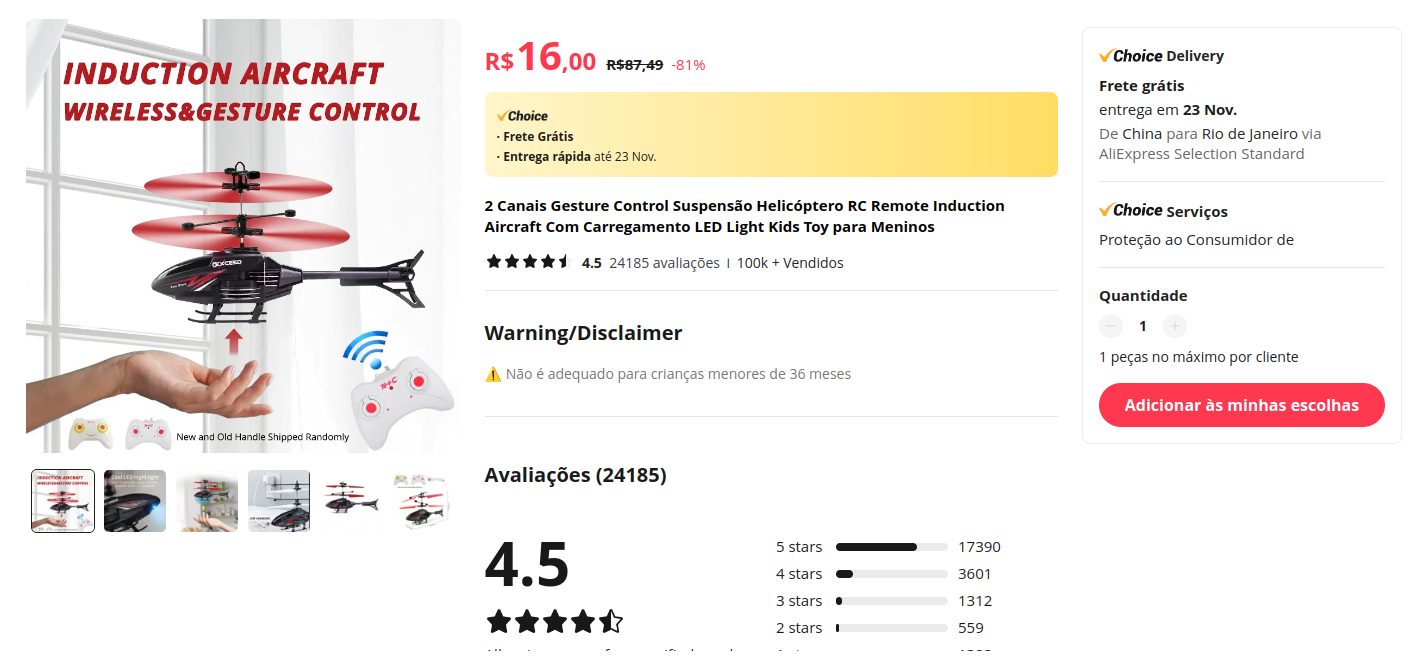 INDUCTION AIRCRAFT
WIRELESS&GESTURE CONTROL
New and Old Handle Shipped Randomly
R$16,00 R$87,49 -81%
Choice
· Frete Grátis
· Entrega rápida até 23 Nov.
2 Canais Gesture Control Suspensão Helicóptero RC Remote Induction
Aircraft Com Carregamento LED Light Kids Toy para Meninos
4.5 24185 avaliações | 100k + Vendidos
Warning/Disclaimer
⚠️ Não é adequado para crianças menores de 36 meses
Avaliações (24185)
4.5
5 stars 17390
4 stars 3601
3 stars 1312
2 stars 559
Choice Delivery
Frete grátis
entrega em 23 Nov.
De China para Rio de Janeiro via
AliExpress Selection Standard
Choice Serviços
Proteção ao Consumidor de
Quantidade
1
1 peças no máximo por cliente
Adicionar às minhas escolhas